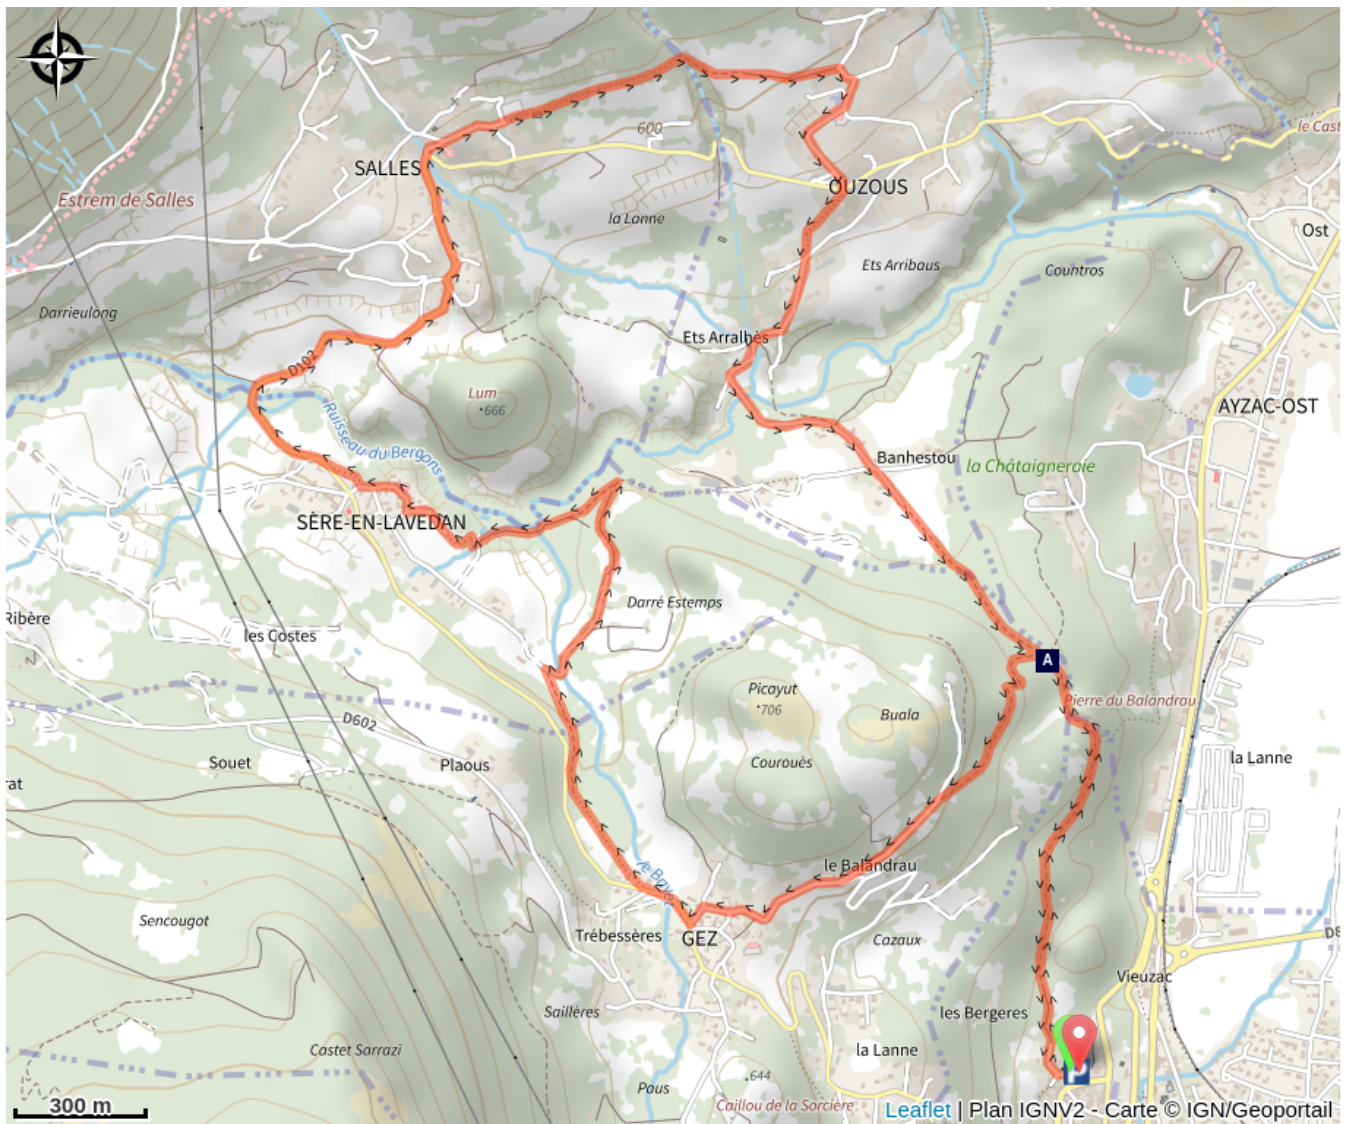 600
le Cast
SALLES
OUZOUS
Estrem de Salles
la Lanne
Ost
Ets Arribaus
Countros
Darrieulong
Ets Arralhès
D102
Lum
666
AYZAC-OST
Ruisseau du Bergons
Banhestou
la Châtaigneraie
SÈRE-EN-LAVEDAN
Darré Estemps
Ribère
les Costes
A
Picayut
706
Pierre du Balandrau
Buala
D602
Souet
Plaous
Courouès
la Lanne
rat
le Balandrau
Sencougot
Trébessères
GEZ
Cazaux
D8
Vieuzac
Saillères
les Bergeres
Castet Sarrazi
la Lanne
644
Paus
P
300 m
Caillou de la Sorcière
Leaflet | Plan IGNV2 - Carte © IGN/Geoportail